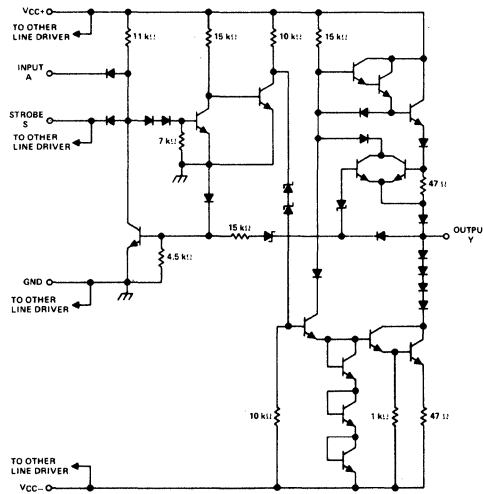 VCC+
TO OTHER
LINE DRIVER
INPUT
A
STROBE
S
TO OTHER
LINE DRIVER
11 kΩ
15 kΩ
10 kΩ
15 kΩ
7 kΩ
47 Ω
15 kΩ
OUTPU
Y
4.5 kΩ
GND
TO OTHER
LINE DRIVER
10 kΩ
1 kΩ
47 Ω
TO OTHER
LINE DRIVER
VCC−